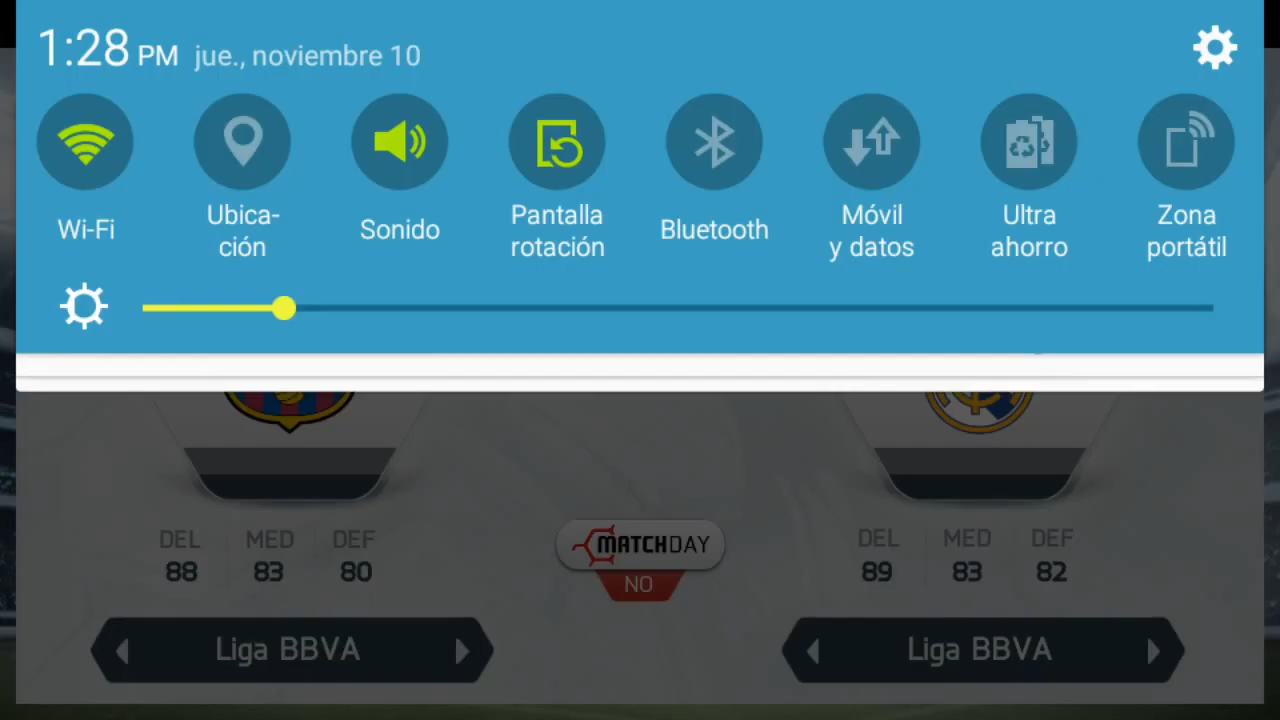 1:28 PM jue., noviembre 10
Wi-Fi
Ubica-
ción
Sonido
Pantalla
rotación
Bluetooth
Móvil
y datos
Ultra
ahorro
Zona
portátil
DEL MED DEF
88 83 80
MATCHDAY
NO
DEL MED DEF
89 83 82
Liga BBVA
Liga BBVA